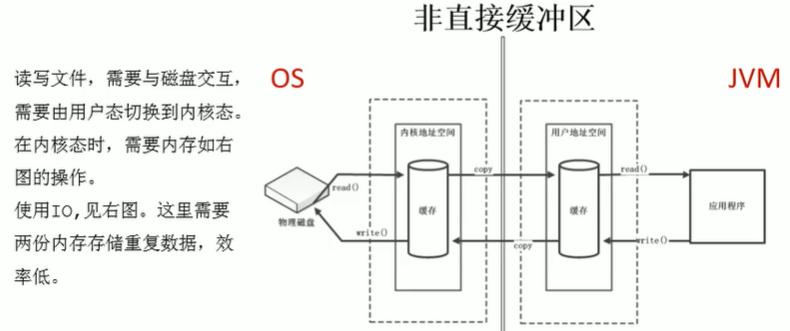 非直接缓冲区
读写文件，需要与磁盘交互，
需要由用户态切换到内核态。
在内核态时，需要内存如右
图的操作。
使用IO,见右图。这里需要
两份内存存储重复数据，效
率低。
OS
JVM
内核地址空间
用户地址空间
read()
copy
read()
物理磁盘
缓存
缓存
应用程序
write()
copy
write()